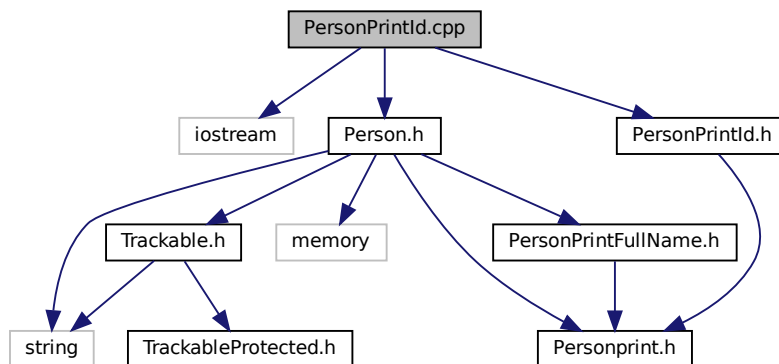 PersonPrintId.cpp
iostream
Person.h
PersonPrintId.h
Trackable.h
memory
PersonPrintFullName.h
string
TrackableProtected.h
Personprint.h